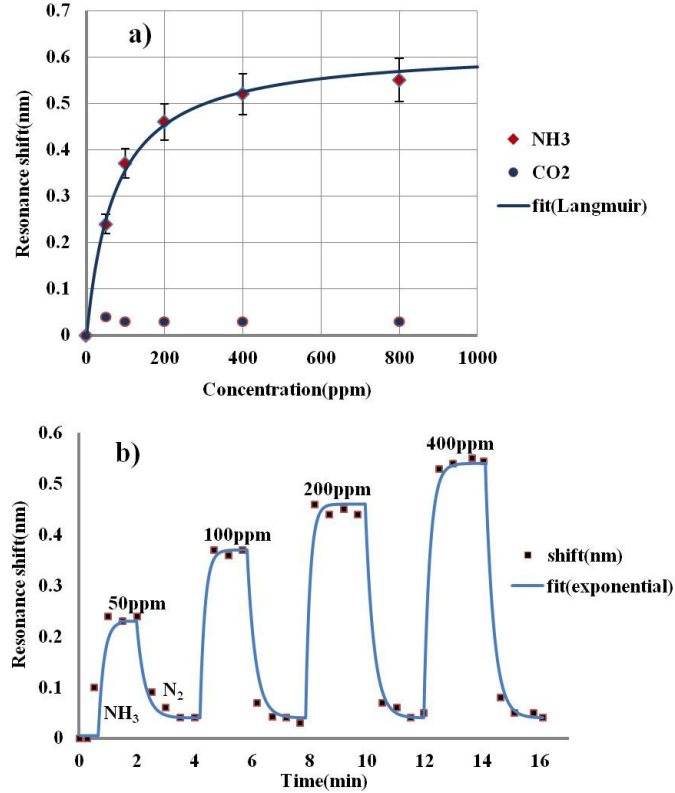 a)
0.7
0.6
0.5
0.4
0.3
0.2
0.1
0
Resonance shift(nm)
0 200 400 600 800 1000
Concentration(ppm)
NH3
CO2
fit(Langmuir)
b)
0.6
0.5
0.4
0.3
0.2
0.1
0
Resonance shift(nm)
50ppm
100ppm
200ppm
400ppm
NH₃
N₂
0 2 4 6 8 10 12 14 16
Time(min)
shift(nm)
fit(exponential)